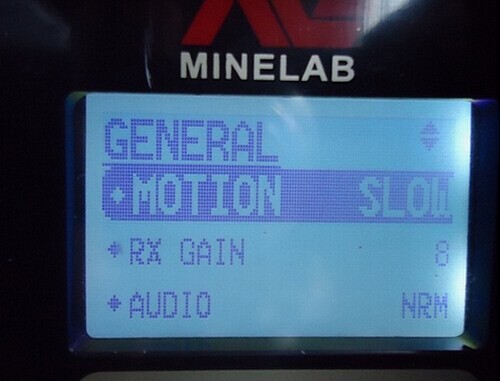 MINELAB
GENERAL
MOTION SLOW
RX GAIN 8
AUDIO NRM